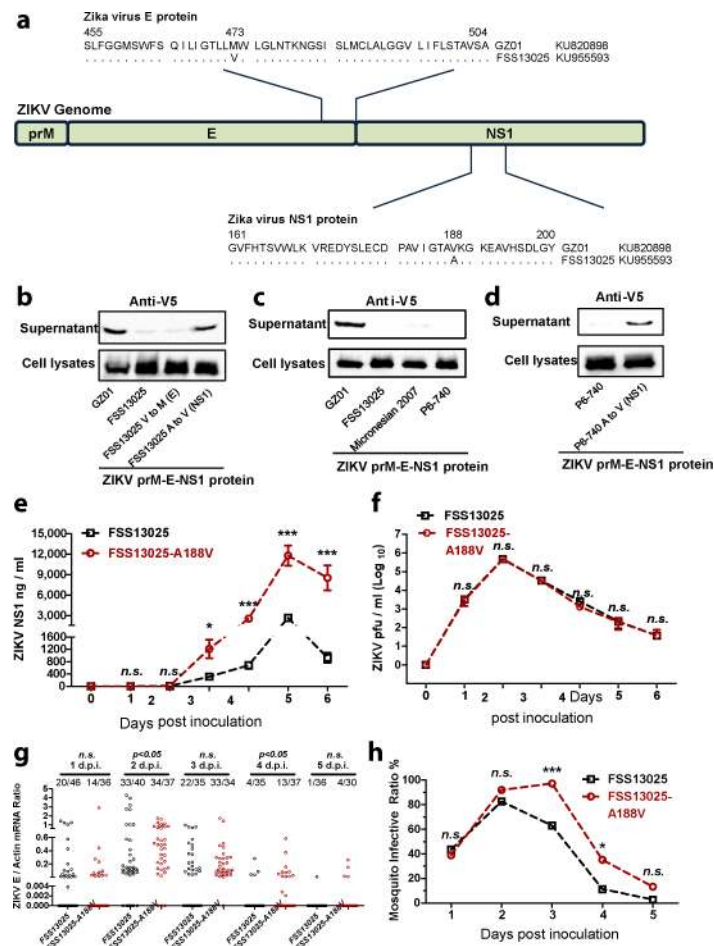 a
Zika virus E protein
455 473 504
SLFGGMSWFS QILIGTLLMW LGLNTKNGSI SLMCLALGGV LIFLSTAVSA GZ01 KU820898
.......... ........V. .......... .......... .......... FSS13025 KU955593
ZIKV Genome
prM E NS1
Zika virus NS1 protein
161 188 200
GVFHTSVWLK VREDYSLECD PAVIGTAVKG KEAVHSDLGY GZ01 KU820898
.......... .......... .......A.. .......... FSS13025 KU955593
b
Anti-V5
Supernatant
Cell lysates
GZ01
FSS13025
FSS13025 V to M (E)
FSS13025 A to V (NS1)
ZIKV prM-E-NS1 protein
c
Anti-V5
Supernatant
Cell lysates
GZ01
FSS13025
Micronesian 2007
P6-740
ZIKV prM-E-NS1 protein
d
Anti-V5
Supernatant
Cell lysates
P6-740
P6-740 A to V (NS1)
ZIKV prM-E-NS1 protein
e
FSS13025
FSS13025-A188V
ZIKV NS1 ng / ml
15,000
12,000
9,000
6,000
3,000
1600
1200
800
400
0
n.s. n.s. * *** *** ***
0 1 2 3 4 5 6
Days post inoculation
f
FSS13025
FSS13025-
A188V
ZIKV pfu / ml (Log 10)
7
6
5
4
3
2
1
0
n.s. n.s. n.s. n.s. n.s. n.s.
0 1 2 3 4 Days 5 6
post inoculation
g
n.s. p<0.05 n.s. p<0.05 n.s.
1 d.p.i. 2 d.p.i. 3 d.p.i. 4 d.p.i. 5 d.p.i.
20/46 14/36 33/40 34/37 22/35 33/34 4/35 13/37 1/36 4/30
ZIKV E / Actin mRNA Ratio
0.004
0.002
0.000
FSS13025 FSS13025-A188V FSS13025 FSS13025-A188V FSS13025 FSS13025-A188V FSS13025 FSS13025-A188V FSS13025 FSS13025-A188V
h
FSS13025
FSS13025-
A188V
Mosquito Infective Ratio %
100
80
60
40
20
0
n.s. n.s. *** * n.s.
1 2 3 4 5
Days post inoculation